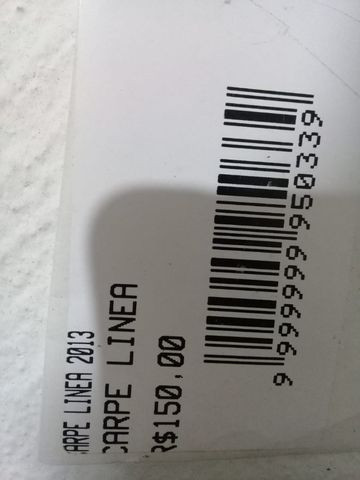 ARPE LINEA 2013
CARPE LINEA
R$150,00
9 999999 950339